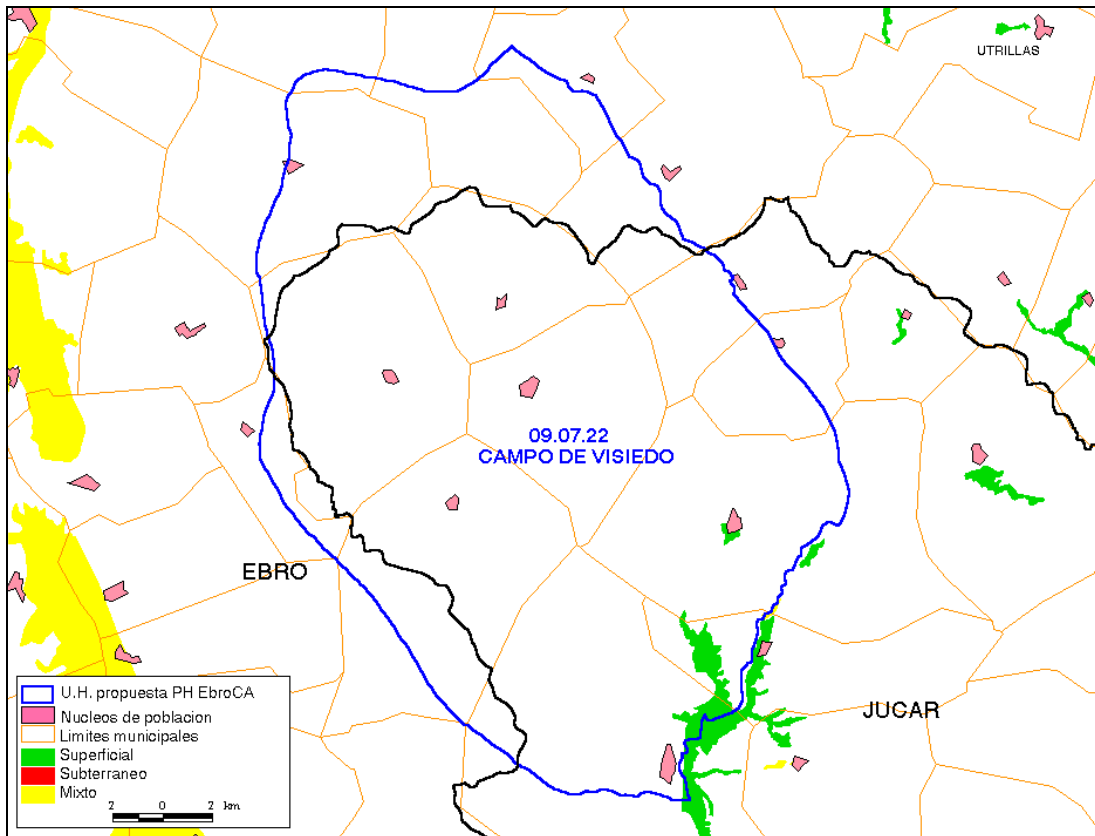 UTRILLAS
09.07.22
CAMPO DE VISIEDO
EBRO
JUCAR
U.H. propuesta PH EbroCA
Nucleos de poblacion
Limites municipales
Superficial
Subterraneo
Mixto
2 0 2 km